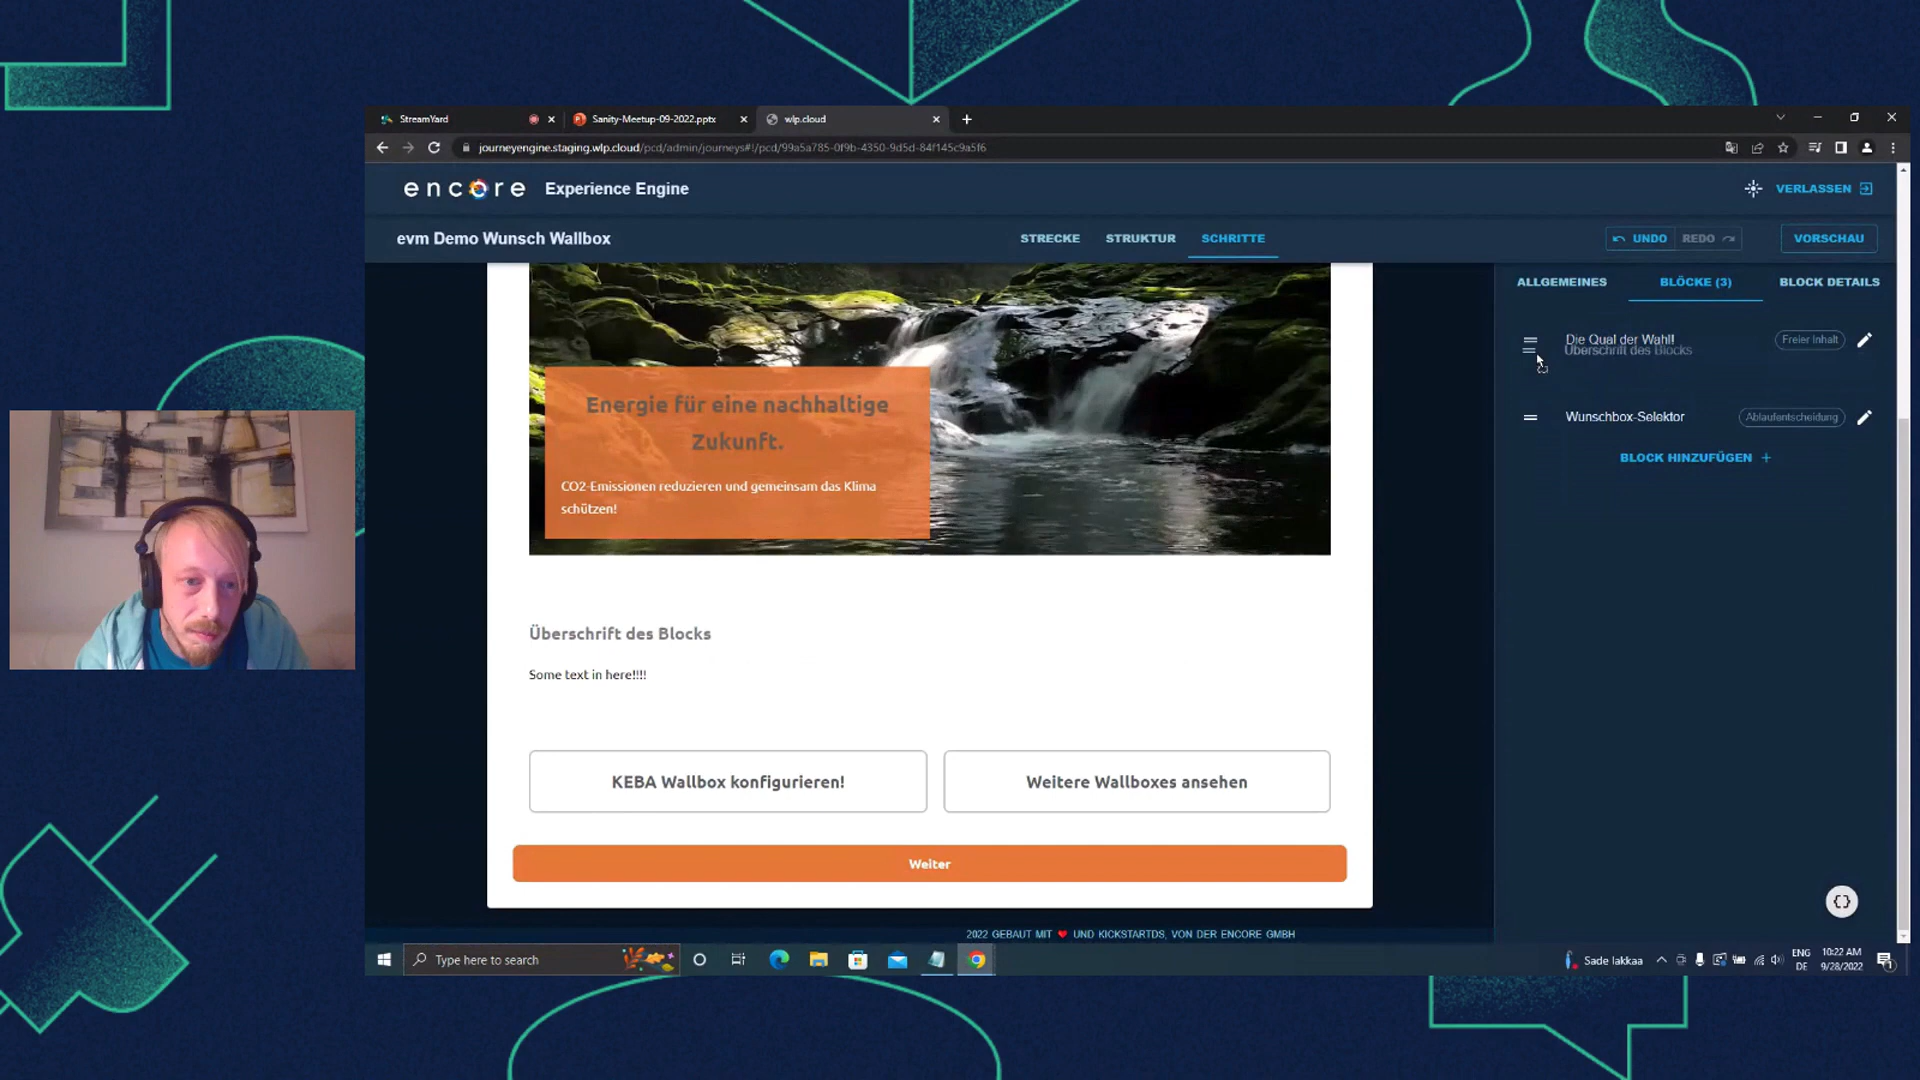 StreamYard
Sanity-Meetup-09-2022.pptx
wlp.cloud
journeyengine.staging.wlp.cloud/pcd/admin/journeys#!/pcd/99a5a785-0f9b-4350-9d5d-84f145c9a5f6
encore Experience Engine
VERLASSEN
evm Demo Wunsch Wallbox
STRECKE
STRUKTUR
SCHRITTE
UNDO
REDO
VORSCHAU
ALLGEMEINES
BLÖCKE (3)
BLOCK DETAILS
Die Qual der Wahl!
Freier Inhalt
Überschrift des Blocks
Wunschbox-Selektor
Ablaufentscheidung
BLOCK HINZUFÜGEN +
Energie für eine nachhaltige
Zukunft.
CO2-Emissionen reduzieren und gemeinsam das Klima
schützen!
Überschrift des Blocks
Some text in here!!!!
KEBA Wallbox konfigurieren!
Weitere Wallboxes ansehen
Weiter
{}
2022 GEBAUT MIT ♥ UND KICKSTARTDS, VON DER ENCORE GMBH
Type here to search
Sade lakkaa
ENG
DE
10:22 AM
9/28/2022
1